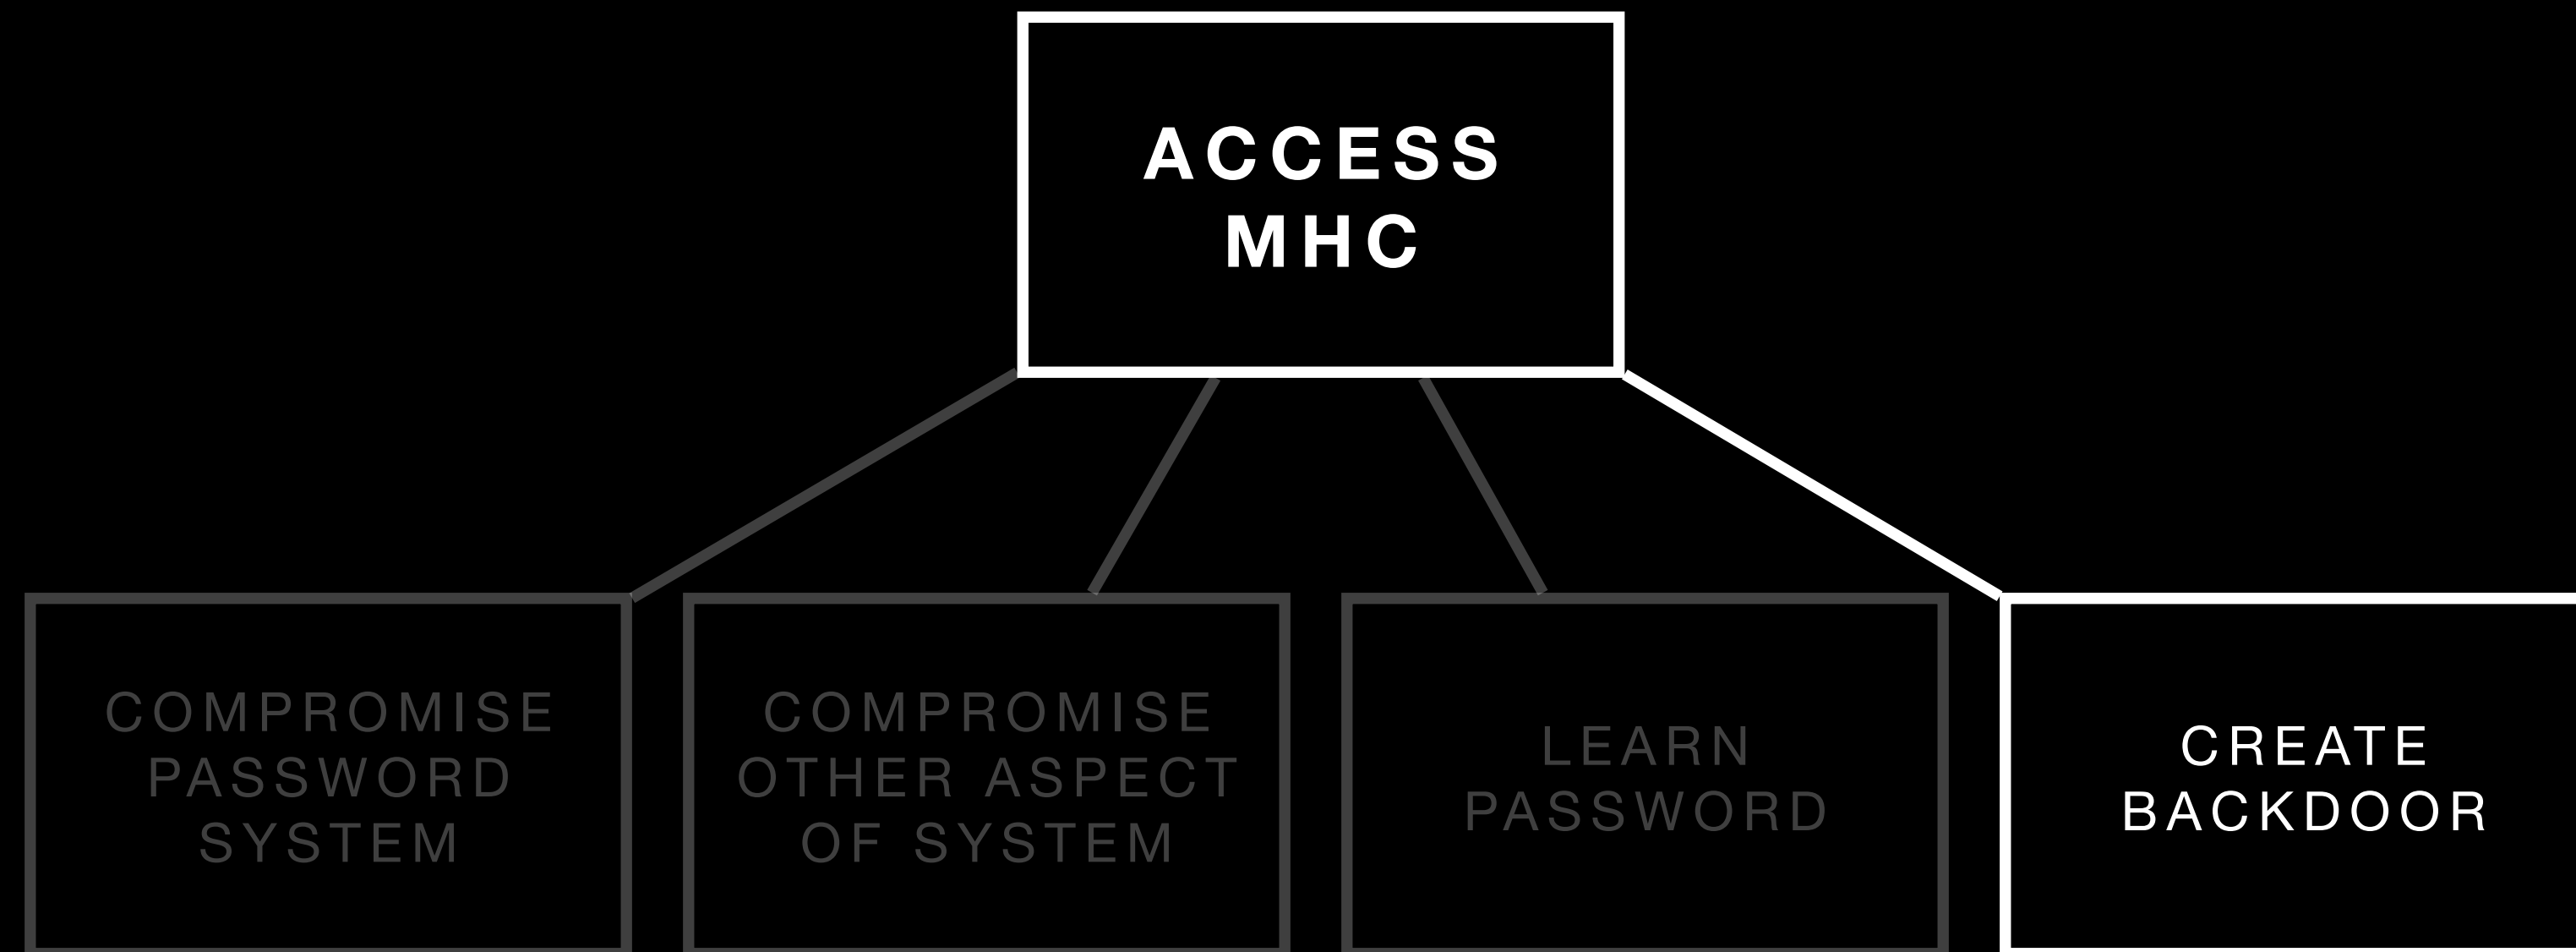 ACCESS
MHC
COMPROMISE
PASSWORD
SYSTEM
COMPROMISE
OTHER ASPECT
OF SYSTEM
LEARN
PASSWORD
CREATE
BACKDOOR